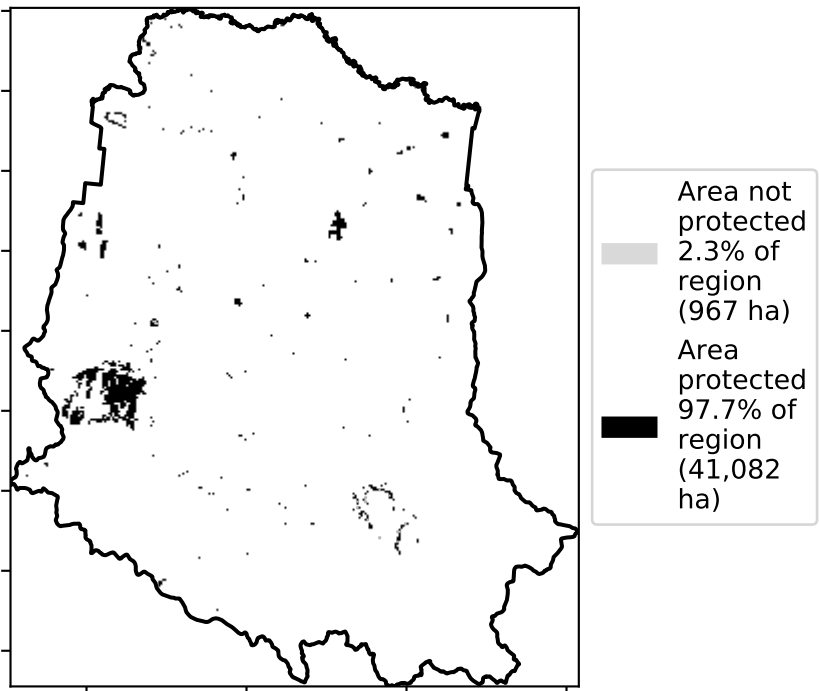 Area not
protected
2.3% of
region
(967 ha)
Area
protected
97.7% of
region
(41,082
ha)